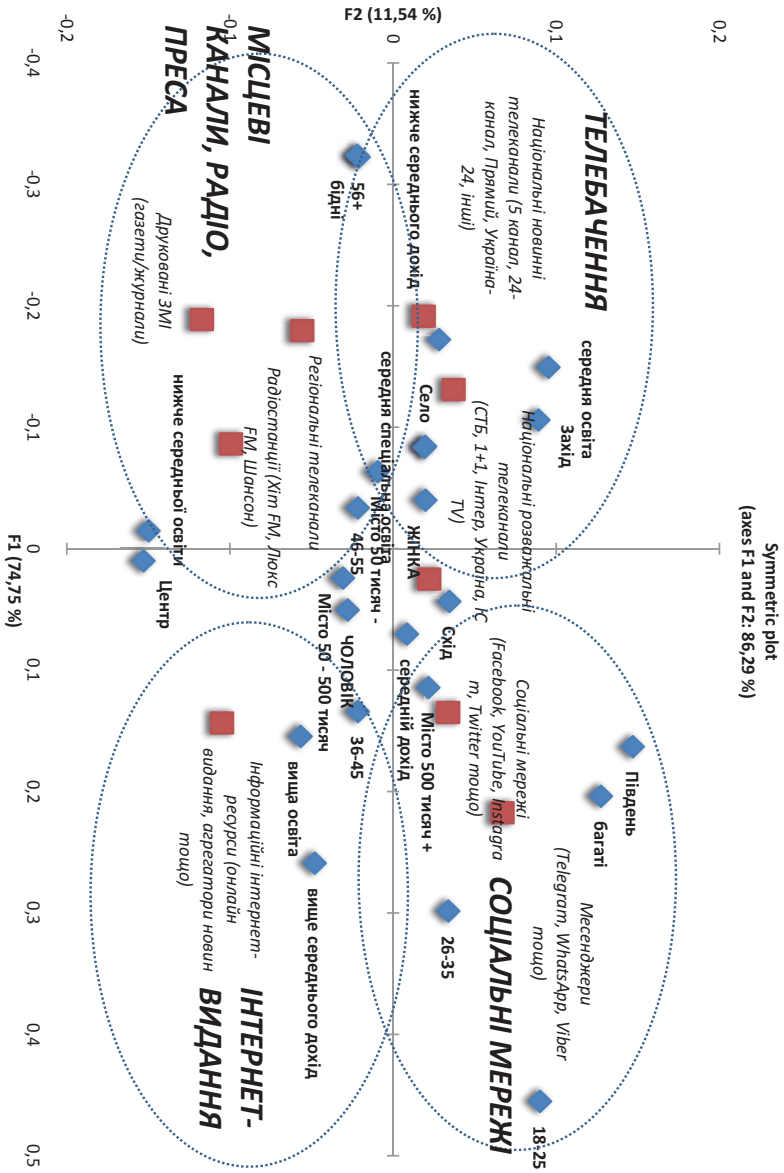 Symmetric plot
(axes F1 and F2: 86,29 %)
F2 (11,54 %)
0,2
0,1
0
-0,1
-0,2
ТЕЛЕБАЧЕННЯ
Національні новинні
телеканали (5 канал, 24-
канал, Прямий, Україна-
24, інші)
нижче середнього дохід
середня освіта
Захід
Село
Національні розважальні
телеканали
(СТБ, 1+1, Інтер, Україна, ІС
TV)
ЖІНКА
середня спеціальна освіта
Схід
середній дохід
Місто 500 тисяч +
Соціальні мережі
(Facebook, YouTube, Instagra
m, Twitter тощо)
Південь
багаті
Месенджери
(Telegram, WhatsApp, Viber
тощо)
СОЦІАЛЬНІ МЕРЕЖІ
26-35
18-25
56+
бідні
МІСЦЕВІ
КАНАЛИ, РАДІО,
ПРЕСА
Друковані ЗМІ
(газети/журнали)
Регіональні телеканали
Радіостанції (Хіт FM, Люкс
FM, Шансон)
нижче середньої освіти
Центр
Місто 50 тисяч -
46-55
ЧОЛОВІК
Місто 50 - 500 тисяч
36-45
вища освіта
вище середнього дохід
Інформаційні інтернет-
ресурси (онлайн
видання, агрегатори новин
тощо)
ІНТЕРНЕТ-
ВИДАННЯ
-0,4
-0,3
-0,2
-0,1
0
0,1
0,2
0,3
0,4
0,5
F1 (74,75 %)